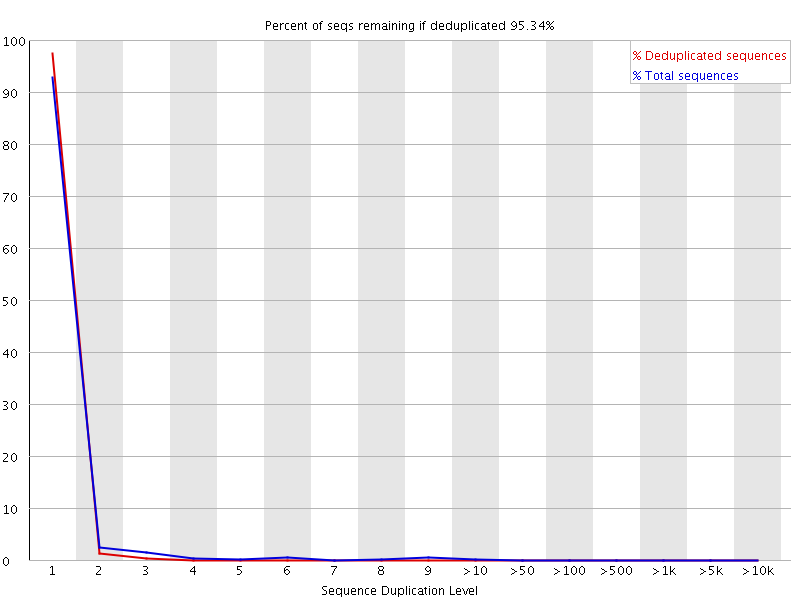 Percent of seqs remaining if deduplicated 95.34%
% Deduplicated sequences
% Total sequences
100
90
80
70
60
50
40
30
20
10
0
1 2 3 4 5 6 7 8 9 >10 >50 >100 >500 >1k >5k >10k
Sequence Duplication Level